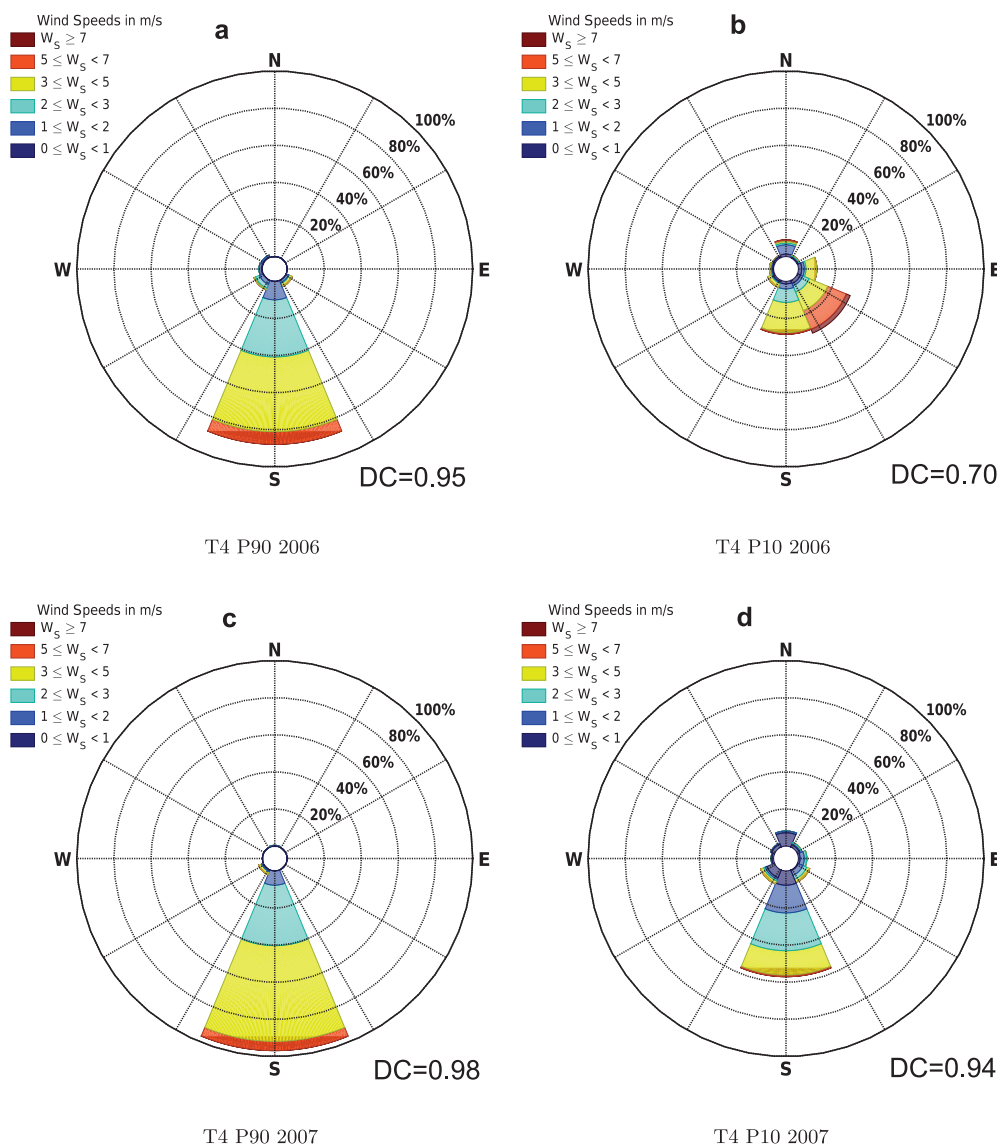 Wind Speeds in m/s
W_S ≥ 7
5 ≤ W_S < 7
3 ≤ W_S < 5
2 ≤ W_S < 3
1 ≤ W_S < 2
0 ≤ W_S < 1
a
N
100%
80%
60%
40%
20%
W
E
S
DC=0.95
T4 P90 2006
Wind Speeds in m/s
W_S ≥ 7
5 ≤ W_S < 7
3 ≤ W_S < 5
2 ≤ W_S < 3
1 ≤ W_S < 2
0 ≤ W_S < 1
b
N
100%
80%
60%
40%
20%
W
E
S
DC=0.70
T4 P10 2006
Wind Speeds in m/s
W_S ≥ 7
5 ≤ W_S < 7
3 ≤ W_S < 5
2 ≤ W_S < 3
1 ≤ W_S < 2
0 ≤ W_S < 1
c
N
100%
80%
60%
40%
20%
W
E
S
DC=0.98
T4 P90 2007
Wind Speeds in m/s
W_S ≥ 7
5 ≤ W_S < 7
3 ≤ W_S < 5
2 ≤ W_S < 3
1 ≤ W_S < 2
0 ≤ W_S < 1
d
N
100%
80%
60%
40%
20%
W
E
S
DC=0.94
T4 P10 2007